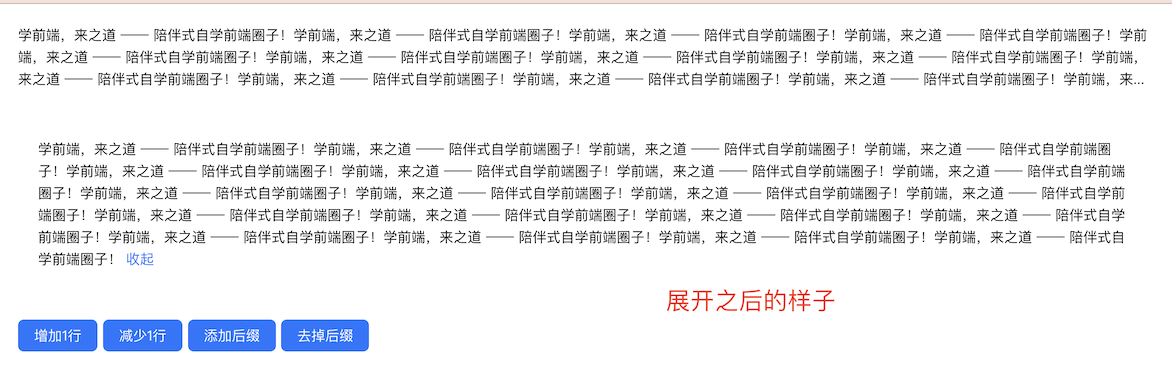 学前端，来之道 —— 陪伴式自学前端圈子！学前端，来之道 —— 陪伴式自学前端圈子！学前端，来之道 —— 陪伴式自学前端圈子！学前端，来之道 —— 陪伴式自学前端圈子！学前
端，来之道 —— 陪伴式自学前端圈子！学前端，来之道 —— 陪伴式自学前端圈子！学前端，来之道 —— 陪伴式自学前端圈子！学前端，来之道 —— 陪伴式自学前端圈子！学前端，
来之道 —— 陪伴式自学前端圈子！学前端，来之道 —— 陪伴式自学前端圈子！学前端，来之道 —— 陪伴式自学前端圈子！学前端，来之道 —— 陪伴式自学前端圈子！学前端，来...
学前端，来之道 —— 陪伴式自学前端圈子！学前端，来之道 —— 陪伴式自学前端圈子！学前端，来之道 —— 陪伴式自学前端圈子！学前端，来之道 —— 陪伴式自学前端圈
子！学前端，来之道 —— 陪伴式自学前端圈子！学前端，来之道 —— 陪伴式自学前端圈子！学前端，来之道 —— 陪伴式自学前端圈子！学前端，来之道 —— 陪伴式自学前端
圈子！学前端，来之道 —— 陪伴式自学前端圈子！学前端，来之道 —— 陪伴式自学前端圈子！学前端，来之道 —— 陪伴式自学前端圈子！学前端，来之道 —— 陪伴式自学前
端圈子！学前端，来之道 —— 陪伴式自学前端圈子！学前端，来之道 —— 陪伴式自学前端圈子！学前端，来之道 —— 陪伴式自学前端圈子！学前端，来之道 —— 陪伴式自学
前端圈子！学前端，来之道 —— 陪伴式自学前端圈子！学前端，来之道 —— 陪伴式自学前端圈子！学前端，来之道 —— 陪伴式自学前端圈子！学前端，来之道 —— 陪伴式自
学前端圈子！ 收起
展开之后的样子
增加1行 减少1行 添加后缀 去掉后缀